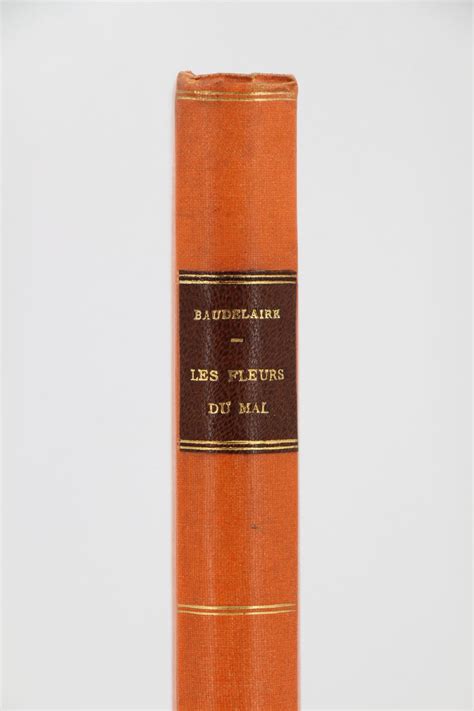 BAUDELAIRE
—
LES FLEURS
DU MAL